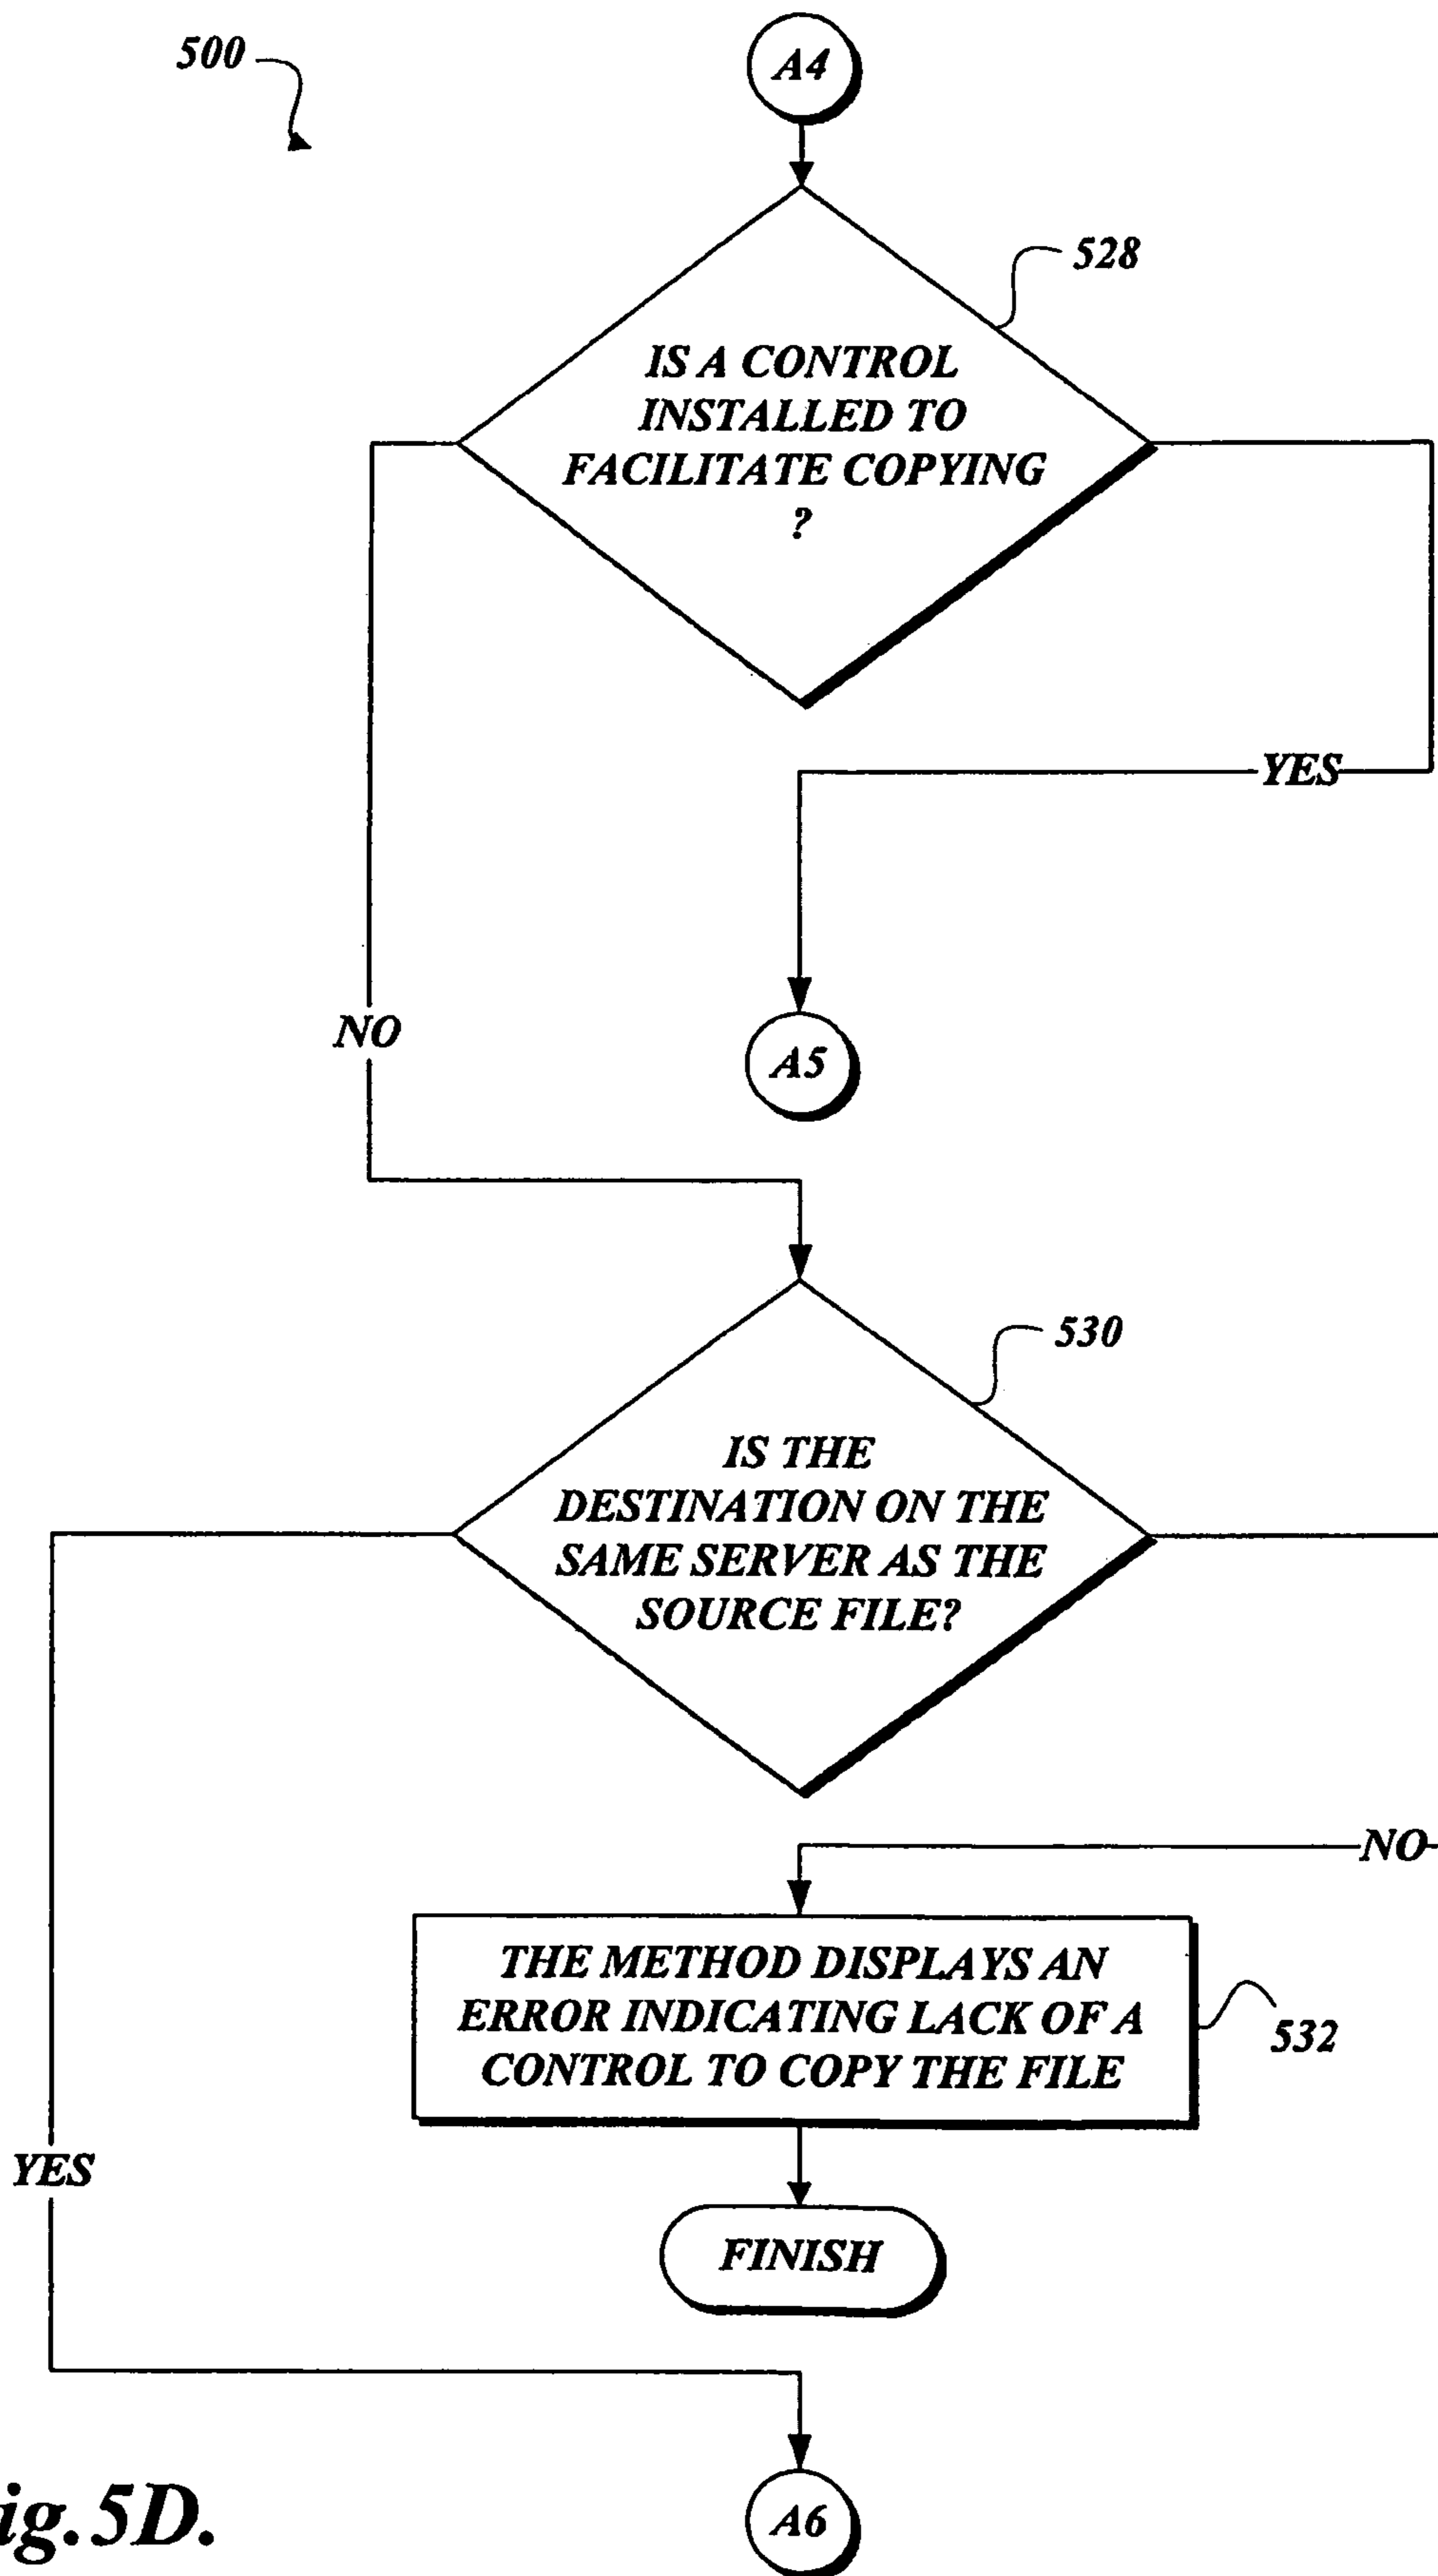 500
A4
528
IS A CONTROL
INSTALLED TO
FACILITATE COPYING
?
YES
NO
A5
530
IS THE
DESTINATION ON THE
SAME SERVER AS THE
SOURCE FILE?
NO
THE METHOD DISPLAYS AN
ERROR INDICATING LACK OF A
CONTROL TO COPY THE FILE
532
YES
FINISH
A6
ig.5D.